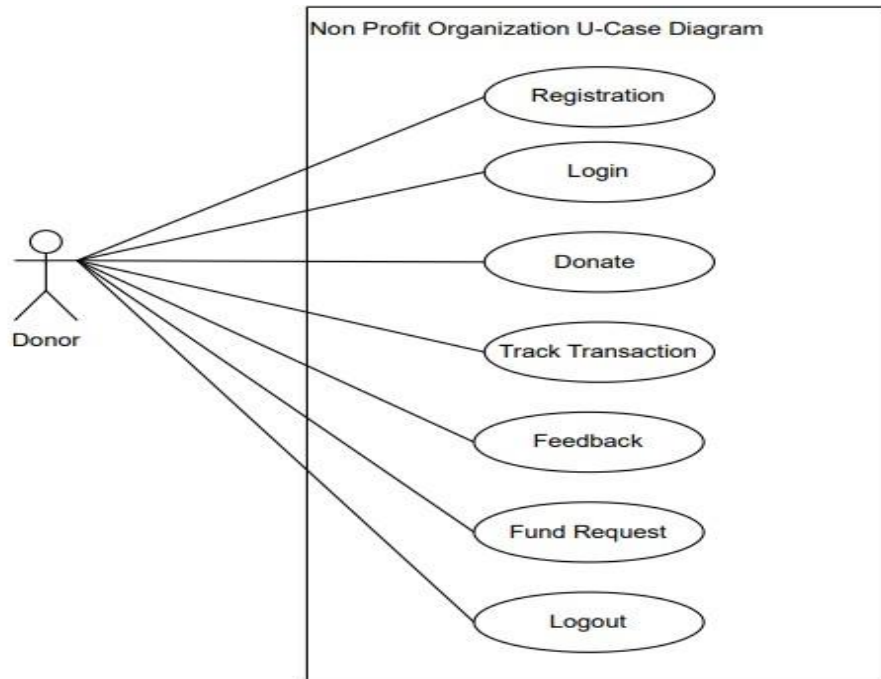 Non Profit Organization U-Case Diagram
Registration
Login
Donate
Donor
Track Transaction
Feedback
Fund Request
Logout